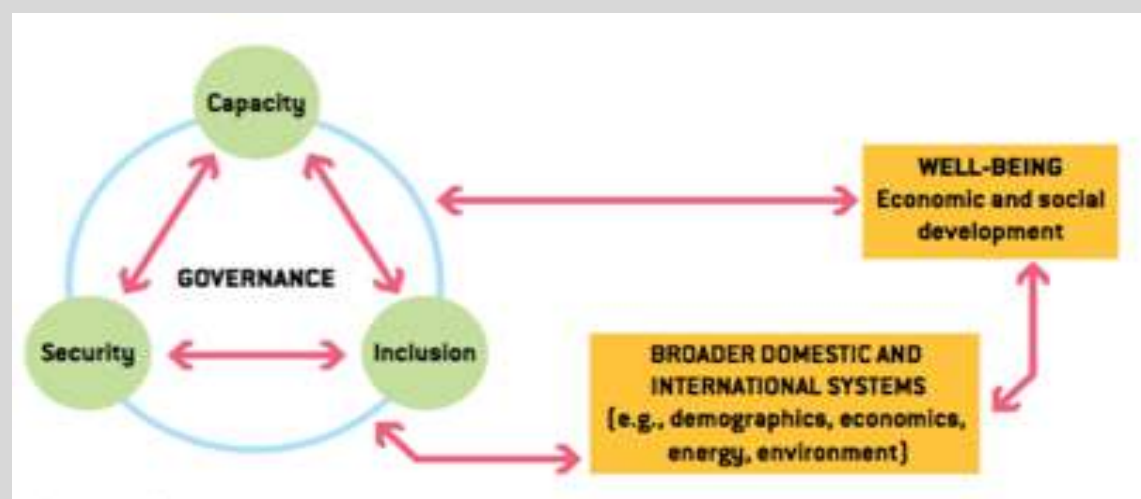 Capacity
WELL-BEING
Economic and social
development
GOVERNANCE
Security
Inclusion
BROADER DOMESTIC AND
INTERNATIONAL SYSTEMS
(e.g., demographics, economics,
energy, environment)